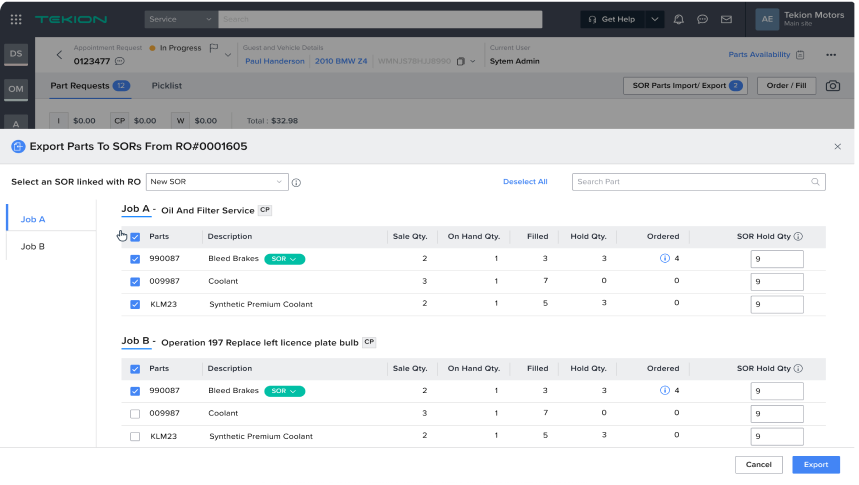 TEKION
Service
Search
Get Help
AE
Tekion Motors
Main site
DS
Appointment Request
In Progress
0123477
Guest and Vehicle Details
Paul Handerson
2010 BMW Z4
WMNJS78HJJ8990
Current User
Sytem Admin
Parts Availability
OM
Part Requests 12
Picklist
SOR Parts Import/ Export 2
Order / Fill
A
I $0.00 CP $0.00 W $0.00 Total : $32.98
Export Parts To SORs From RO#0001605
Select an SOR linked with RO New SOR
Deselect All
Search Part
Job A
Job B
Job A - Oil And Filter Service CP
Parts Description Sale Qty. On Hand Qty. Filled Hold Qty. Ordered SOR Hold Qty
990087 Bleed Brakes SOR 2 1 3 3 4 9
009987 Coolant 3 1 7 0 0 9
KLM23 Synthetic Premium Coolant 2 1 5 3 0 9
Job B - Operation 197 Replace left licence plate bulb CP
Parts Description Sale Qty. On Hand Qty. Filled Hold Qty. Ordered SOR Hold Qty
990087 Bleed Brakes SOR 2 1 3 3 4 9
009987 Coolant 3 1 7 0 0 9
KLM23 Synthetic Premium Coolant 2 1 5 3 0 9
Cancel
Export